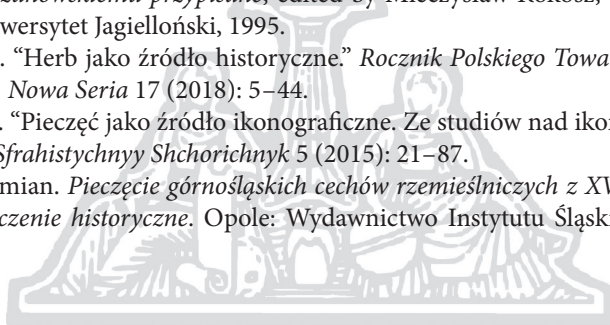 zanowskiemu przypisane, edited by Mieczysław Rokosz,
wersytet Jagielloński, 1995.
. “Herb jako źródło historyczne.” Rocznik Polskiego Towa
Nowa Seria 17 (2018): 5–44.
. “Pieczęć jako źródło ikonograficzne. Ze studiów nad iko
Sfrahistychnyy Shchorichnyk 5 (2015): 21–87.
mian. Pieczęcie górnośląskich cechów rzemieślniczych z XV
czenie historyczne. Opole: Wydawnictwo Instytutu Śląski